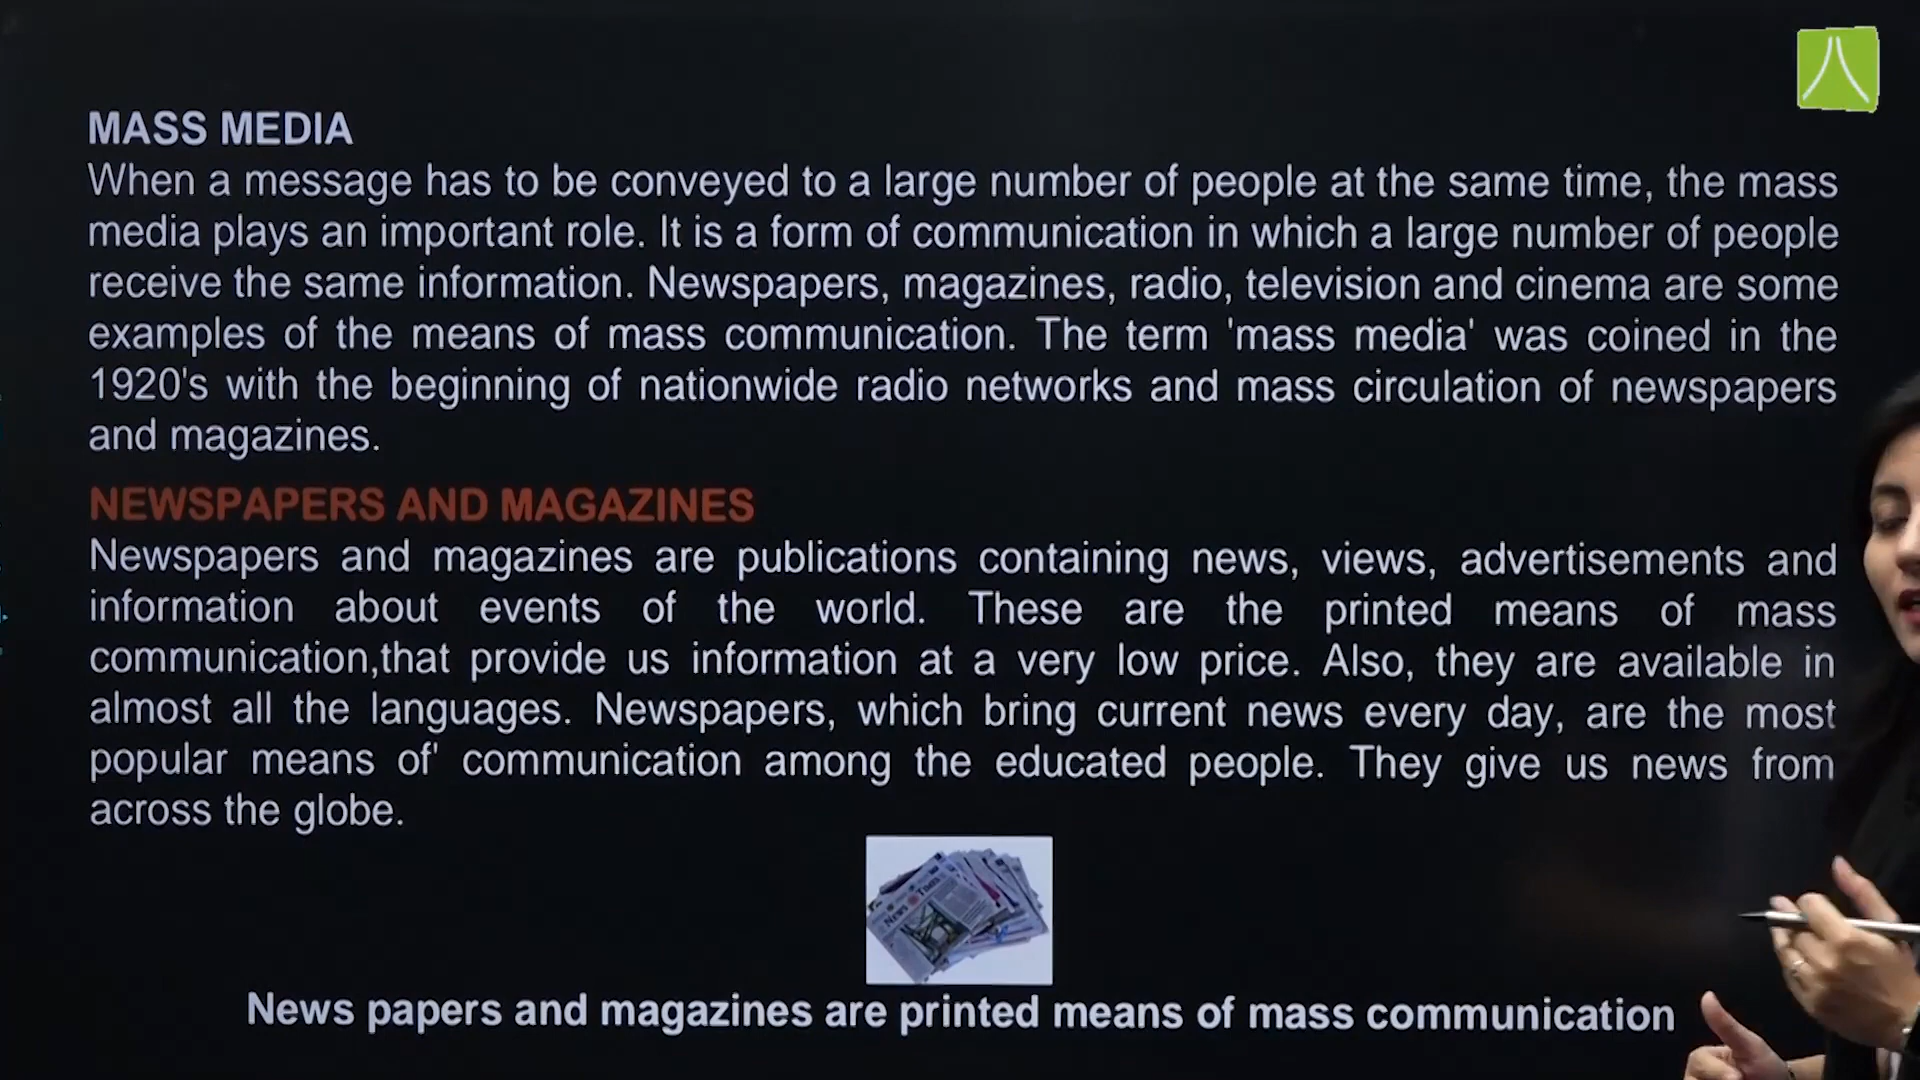 MASS MEDIA
When a message has to be conveyed to a large number of people at the same time, the mass
media plays an important role. It is a form of communication in which a large number of people
receive the same information. Newspapers, magazines, radio, television and cinema are some
examples of the means of mass communication. The term 'mass media' was coined in the
1920's with the beginning of nationwide radio networks and mass circulation of newspapers
and magazines.
NEWSPAPERS AND MAGAZINES
Newspapers and magazines are publications containing news, views, advertisements and
information about events of the world. These are the printed means of mass
communication,that provide us information at a very low price. Also, they are available in
almost all the languages. Newspapers, which bring current news every day, are the most
popular means of' communication among the educated people. They give us news from
across the globe.
News Times
News papers and magazines are printed means of mass communication